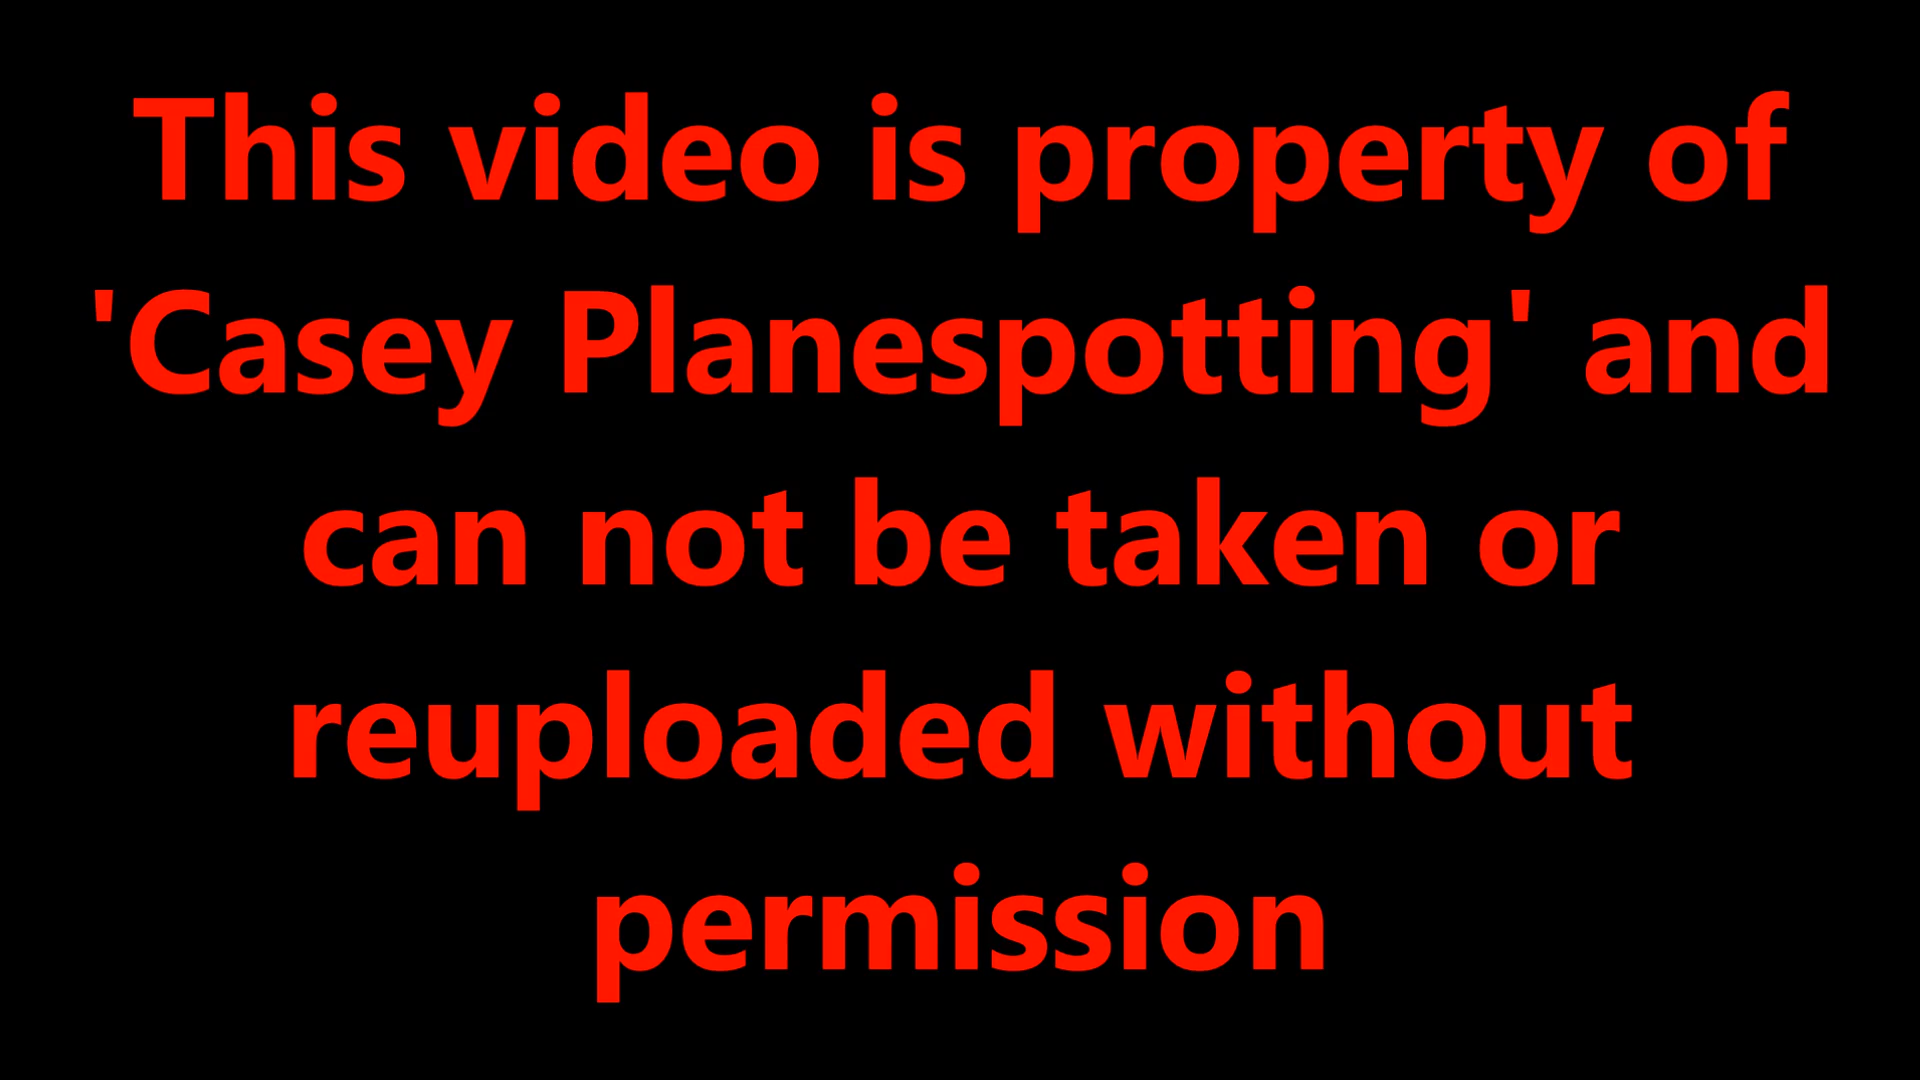 This video is property of
'Casey Planespotting' and
can not be taken or
reuploaded without
permission